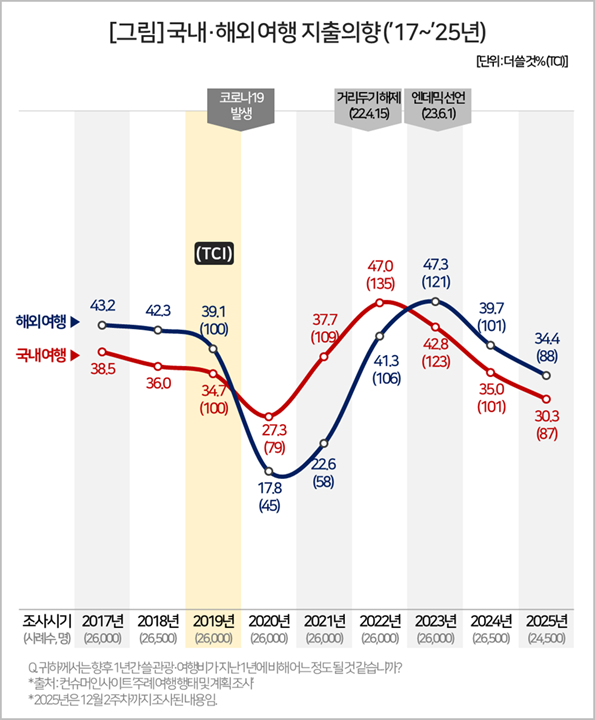 [그림] 국내·해외 여행 지출의향 ('17~'25년)
[단위 : 더 쓸 것% (TCI)]
코로나19
발생
거리두기 해제
('22.4.15)
엔데믹 선언
('23.6.1)
(TCI)
해외 여행 ▶
43.2
42.3
39.1
(100)
17.8
(45)
22.6
(58)
41.3
(106)
47.3
(121)
39.7
(101)
34.4
(88)
국내 여행 ▶
38.5
36.0
34.7
(100)
27.3
(79)
37.7
(109)
47.0
(135)
42.8
(123)
35.0
(101)
30.3
(87)
조사시기 2017년 2018년 2019년 2020년 2021년 2022년 2023년 2024년 2025년
(사례수, 명) (26,000) (26,500) (26,000) (26,000) (26,000) (26,000) (26,000) (26,500) (24,500)
Q. 귀하께서는 향후 1년간 쓸 관광·여행비가 지난 1년에 비해 어느 정도 될 것 같습니까?
*출처 : 컨슈머인사이트 '주례 여행 행태 및 계획 조사'
*2025년은 12월 2주차까지 조사된 내용임.